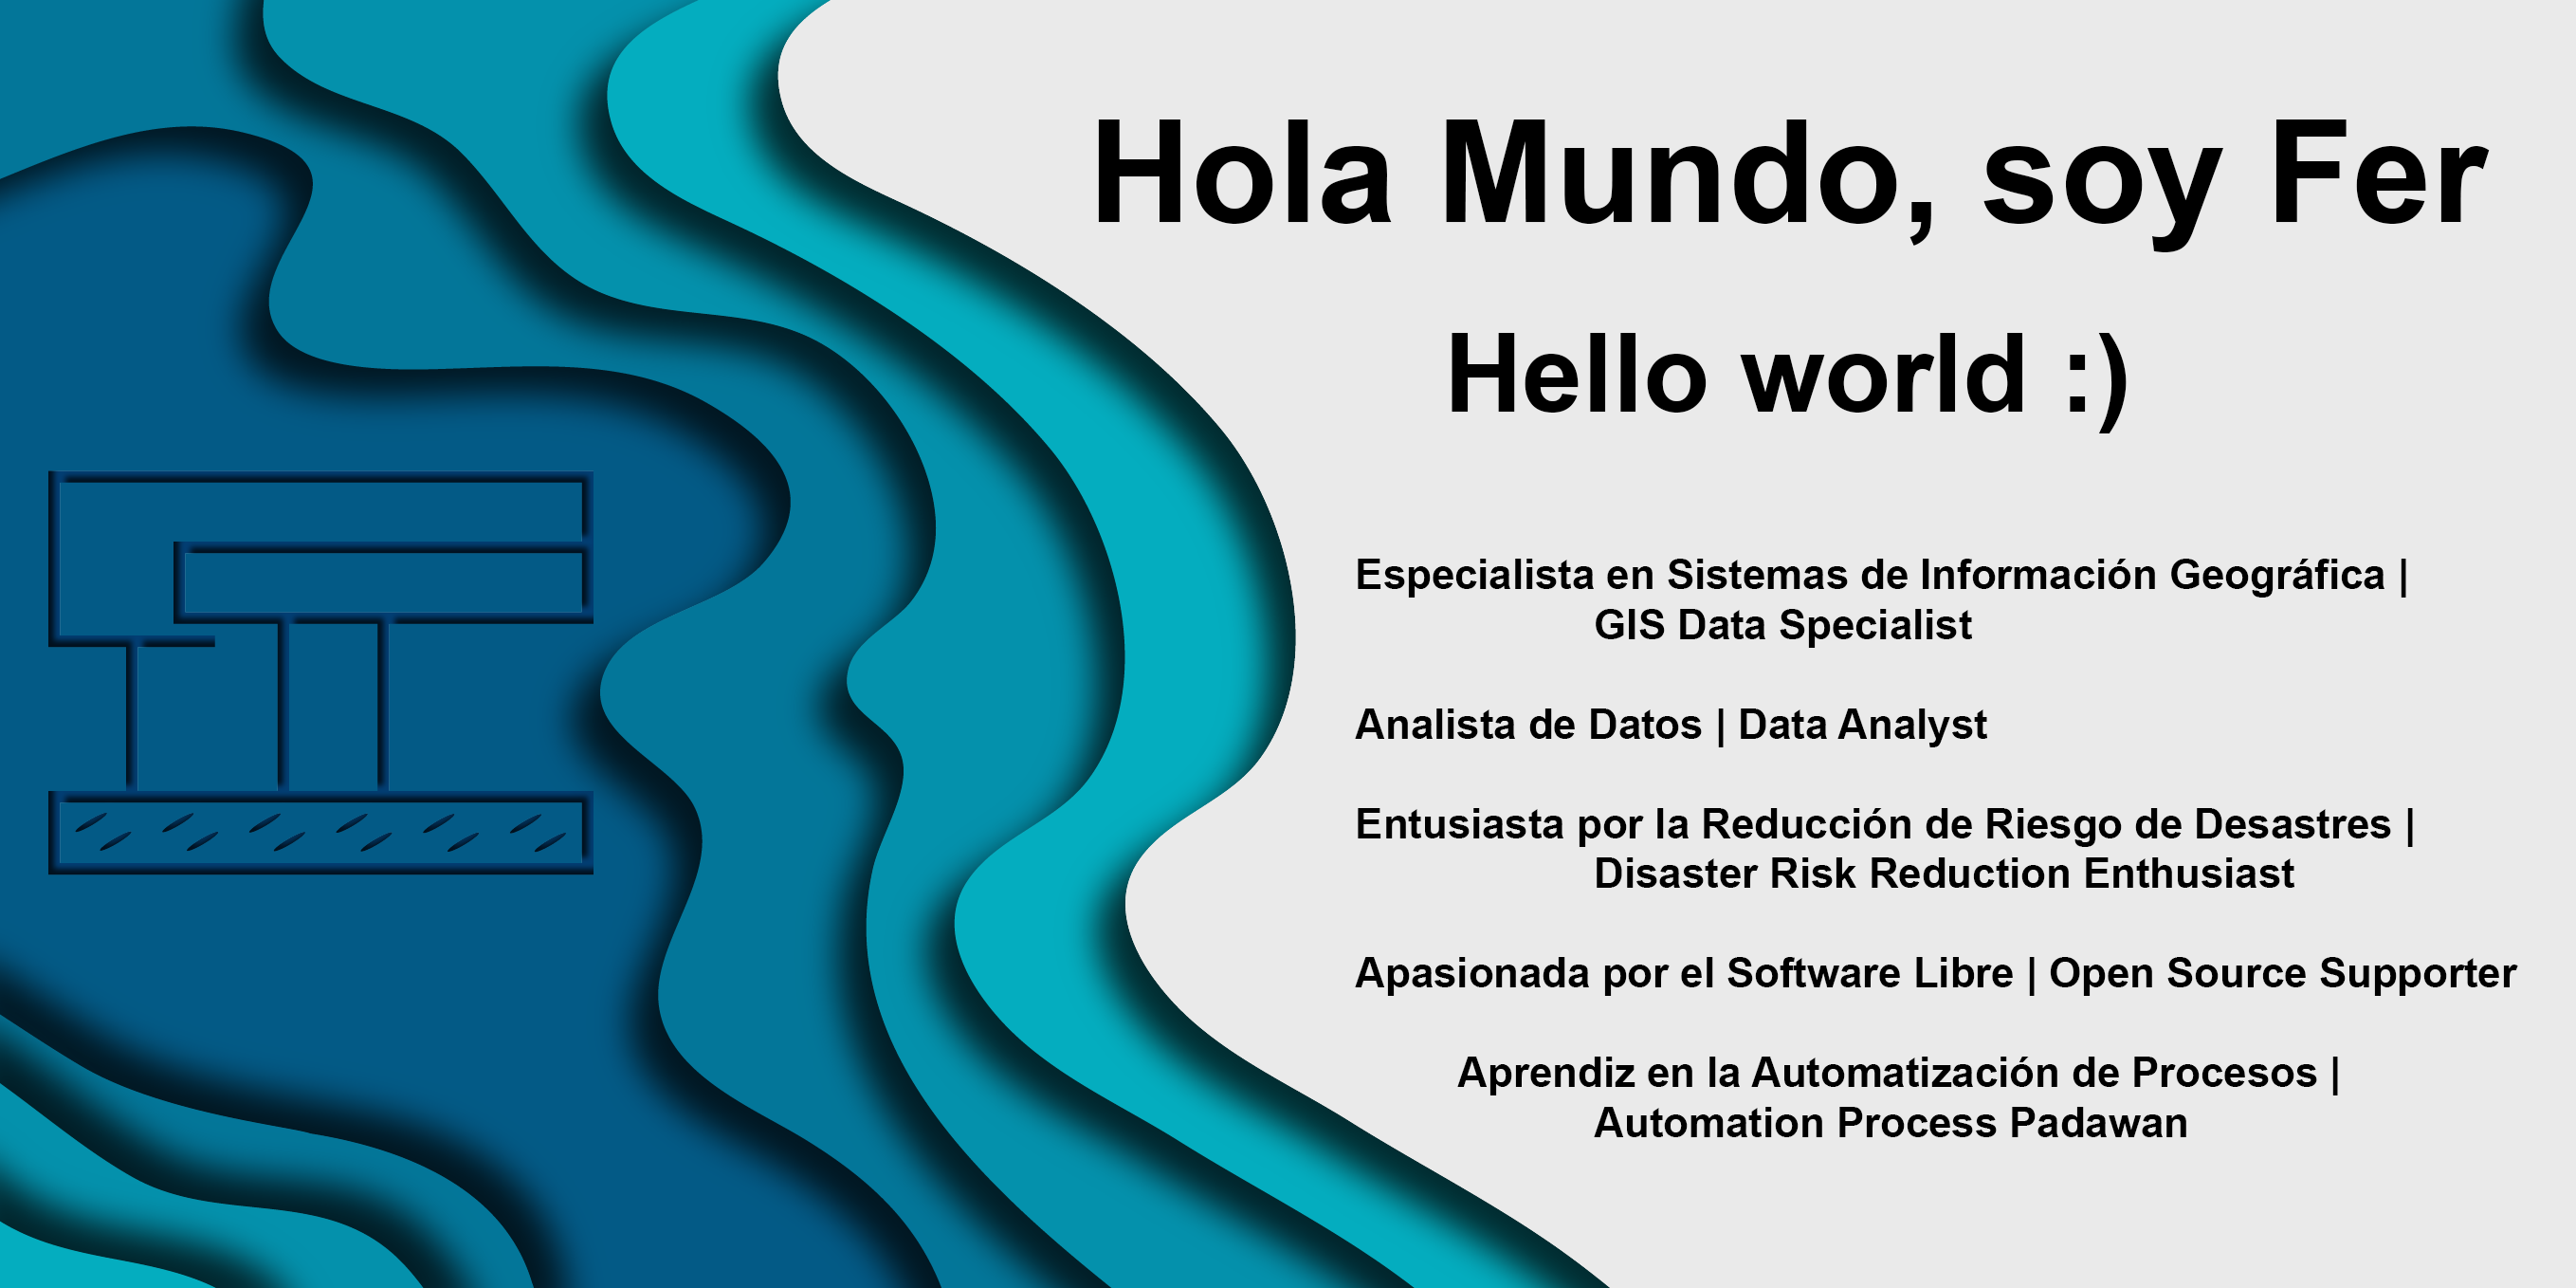 Hola Mundo, soy Fer
Hello world :)
Especialista en Sistemas de Información Geográfica |
GIS Data Specialist
Analista de Datos | Data Analyst
Entusiasta por la Reducción de Riesgo de Desastres |
Disaster Risk Reduction Enthusiast
Apasionada por el Software Libre | Open Source Supporter
Aprendiz en la Automatización de Procesos |
Automation Process Padawan